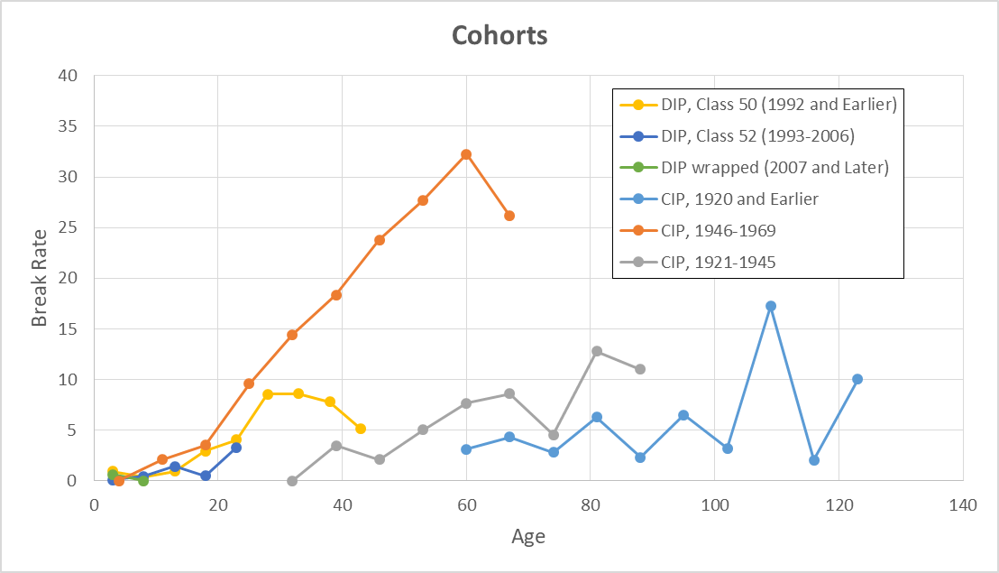 Cohorts
40
35
30
25
20
15
10
5
0
Break Rate
DIP, Class 50 (1992 and Earlier)
DIP, Class 52 (1993-2006)
DIP wrapped (2007 and Later)
CIP, 1920 and Earlier
CIP, 1946-1969
CIP, 1921-1945
0 20 40 60 80 100 120 140
Age